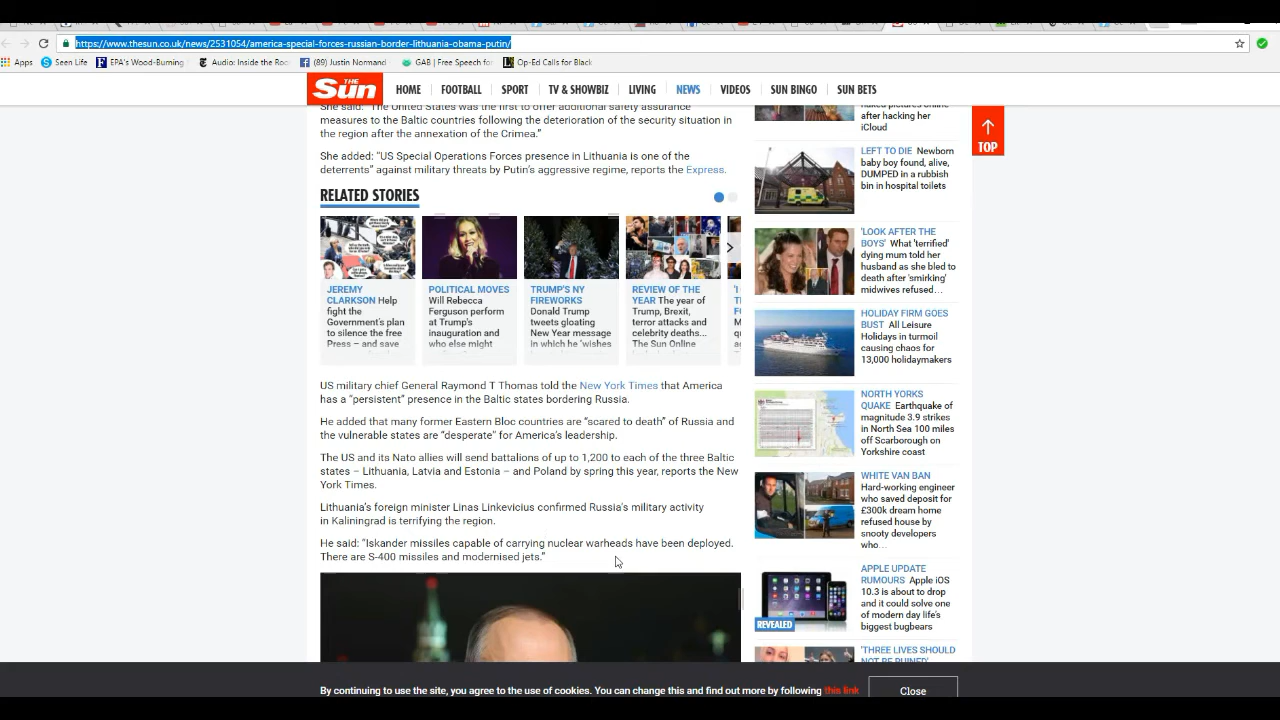 https://www.thesun.co.uk/news/2531054/america-special-forces-russian-border-lithuania-obama-putin/
Apps
Seen Life
EPA's Wood-Burning
Audio: Inside the Roo
(89) Justin Normand
GAB | Free Speech for
Op-Ed Calls for Black
THE Sun
HOME
FOOTBALL
SPORT
TV & SHOWBIZ
LIVING
NEWS
VIDEOS
SUN BINGO
SUN BETS
She said: “The United States was the first to offer additional safety assurance
measures to the Baltic countries following the deterioration of the security situation in
the region after the annexation of the Crimea.”
She added: “US Special Operations Forces presence in Lithuania is one of the
deterrents” against military threats by Putin’s aggressive regime, reports the Express.
RELATED STORIES
JEREMY
CLARKSON Help
fight the
Government's plan
to silence the free
Press – and save
POLITICAL MOVES
Will Rebecca
Ferguson perform
at Trump's
inauguration and
who else might
TRUMP'S NY
FIREWORKS
Donald Trump
tweets gloating
New Year message
in which he 'wishes
REVIEW OF THE
YEAR The year of
Trump, Brexit,
terror attacks and
celebrity deaths...
The Sun Online
US military chief General Raymond T Thomas told the New York Times that America
has a “persistent” presence in the Baltic states bordering Russia.
He added that many former Eastern Bloc countries are “scared to death” of Russia and
the vulnerable states are “desperate” for America’s leadership.
The US and its Nato allies will send battalions of up to 1,200 to each of the three Baltic
states – Lithuania, Latvia and Estonia – and Poland by spring this year, reports the New
York Times.
Lithuania’s foreign minister Linas Linkevicius confirmed Russia’s military activity
in Kaliningrad is terrifying the region.
He said: “Iskander missiles capable of carrying nuclear warheads have been deployed.
There are S-400 missiles and modernised jets.”
naked pictures online
after hacking her
iCloud
LEFT TO DIE Newborn
baby boy found, alive,
DUMPED in a rubbish
bin in hospital toilets
'LOOK AFTER THE
BOYS' What 'terrified'
dying mum told her
husband as she bled to
death after 'smirking'
midwives refused...
HOLIDAY FIRM GOES
BUST All Leisure
Holidays in turmoil
causing chaos for
13,000 holidaymakers
NORTH YORKS
QUAKE Earthquake of
magnitude 3.9 strikes
in North Sea 100 miles
off Scarborough on
Yorkshire coast
WHITE VAN BAN
Hard-working engineer
who saved deposit for
£300k dream home
refused house by
snooty developers
who...
REVEALED
APPLE UPDATE
RUMOURS Apple iOS
10.3 is about to drop
and it could solve one
of modern day life's
biggest bugbears
'THREE LIVES SHOULD
NOT BE RUINED'
TOP
By continuing to use the site, you agree to the use of cookies. You can change this and find out more by following this link
Close